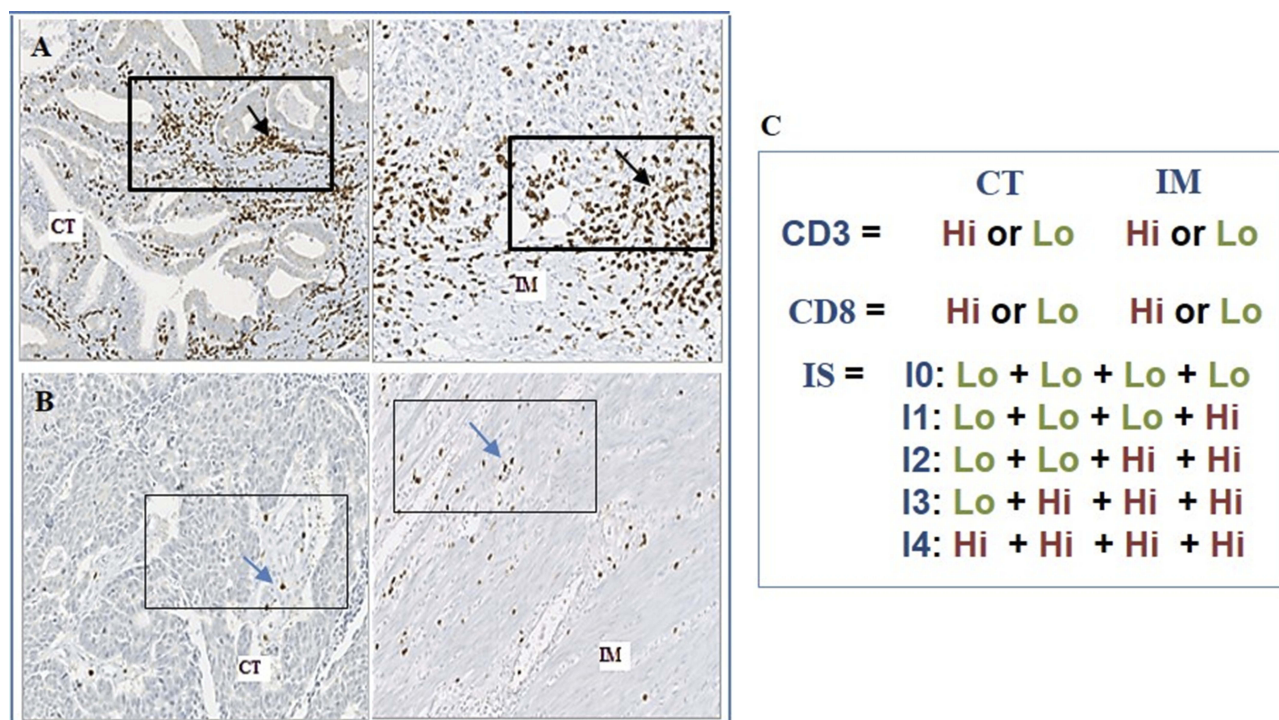 A
CT
IM
B
CT
IM
C
CT IM
CD3 = Hi or Lo Hi or Lo
CD8 = Hi or Lo Hi or Lo
IS = I0: Lo + Lo + Lo + Lo
I1: Lo + Lo + Lo + Hi
I2: Lo + Lo + Hi + Hi
I3: Lo + Hi + Hi + Hi
I4: Hi + Hi + Hi + Hi